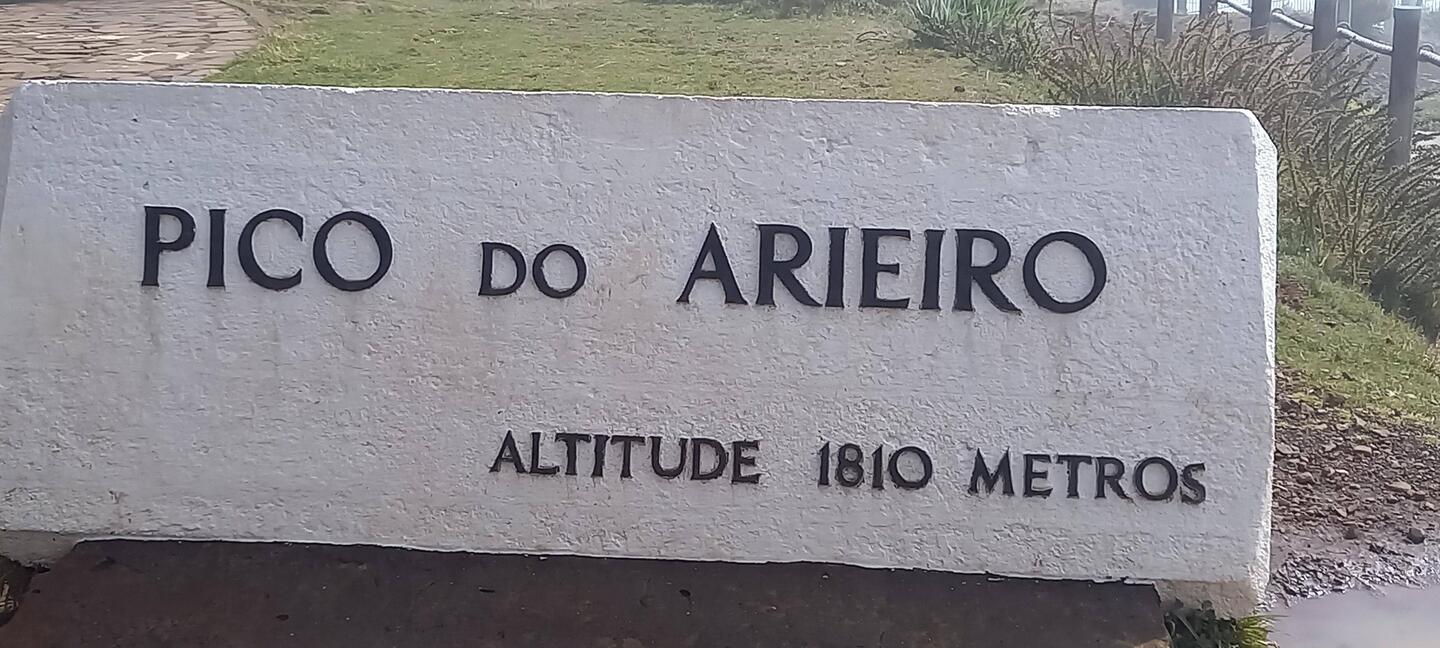 PICO DO ARIEIRO
ALTITUDE 1810 METROS